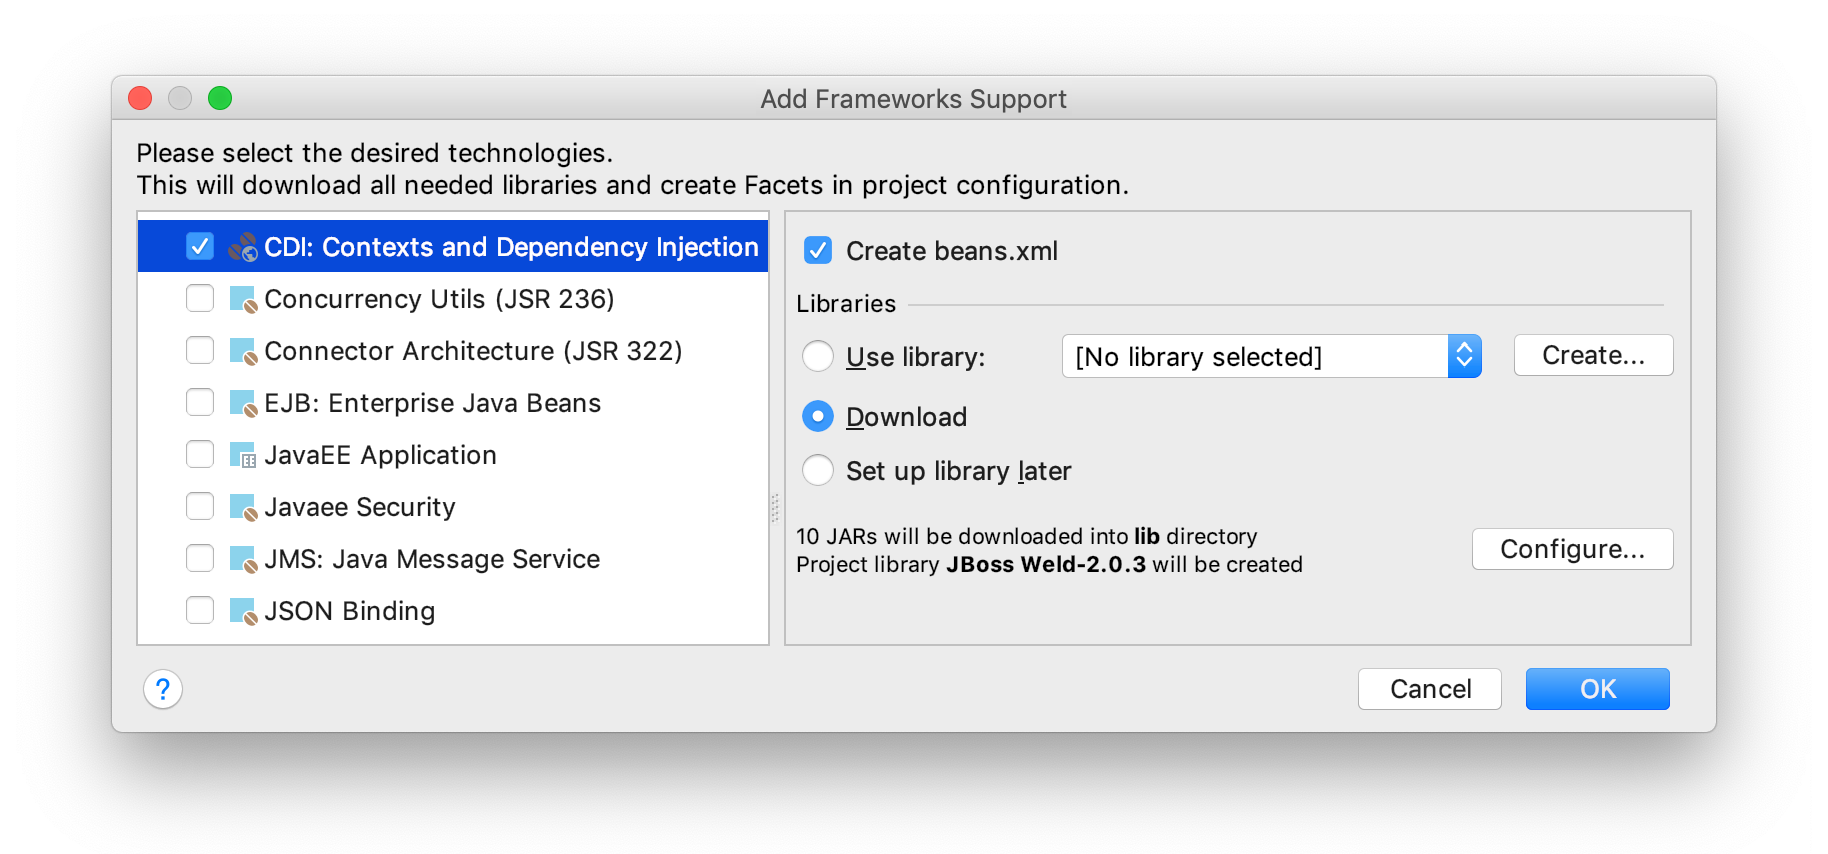 Add Frameworks Support
Please select the desired technologies.
This will download all needed libraries and create Facets in project configuration.
CDI: Contexts and Dependency Injection
Concurrency Utils (JSR 236)
Connector Architecture (JSR 322)
EJB: Enterprise Java Beans
JavaEE Application
Javaee Security
JMS: Java Message Service
JSON Binding
Create beans.xml
Libraries
Use library: [No library selected] Create...
Download
Set up library later
10 JARs will be downloaded into lib directory
Project library JBoss Weld-2.0.3 will be created
Configure...
? Cancel OK